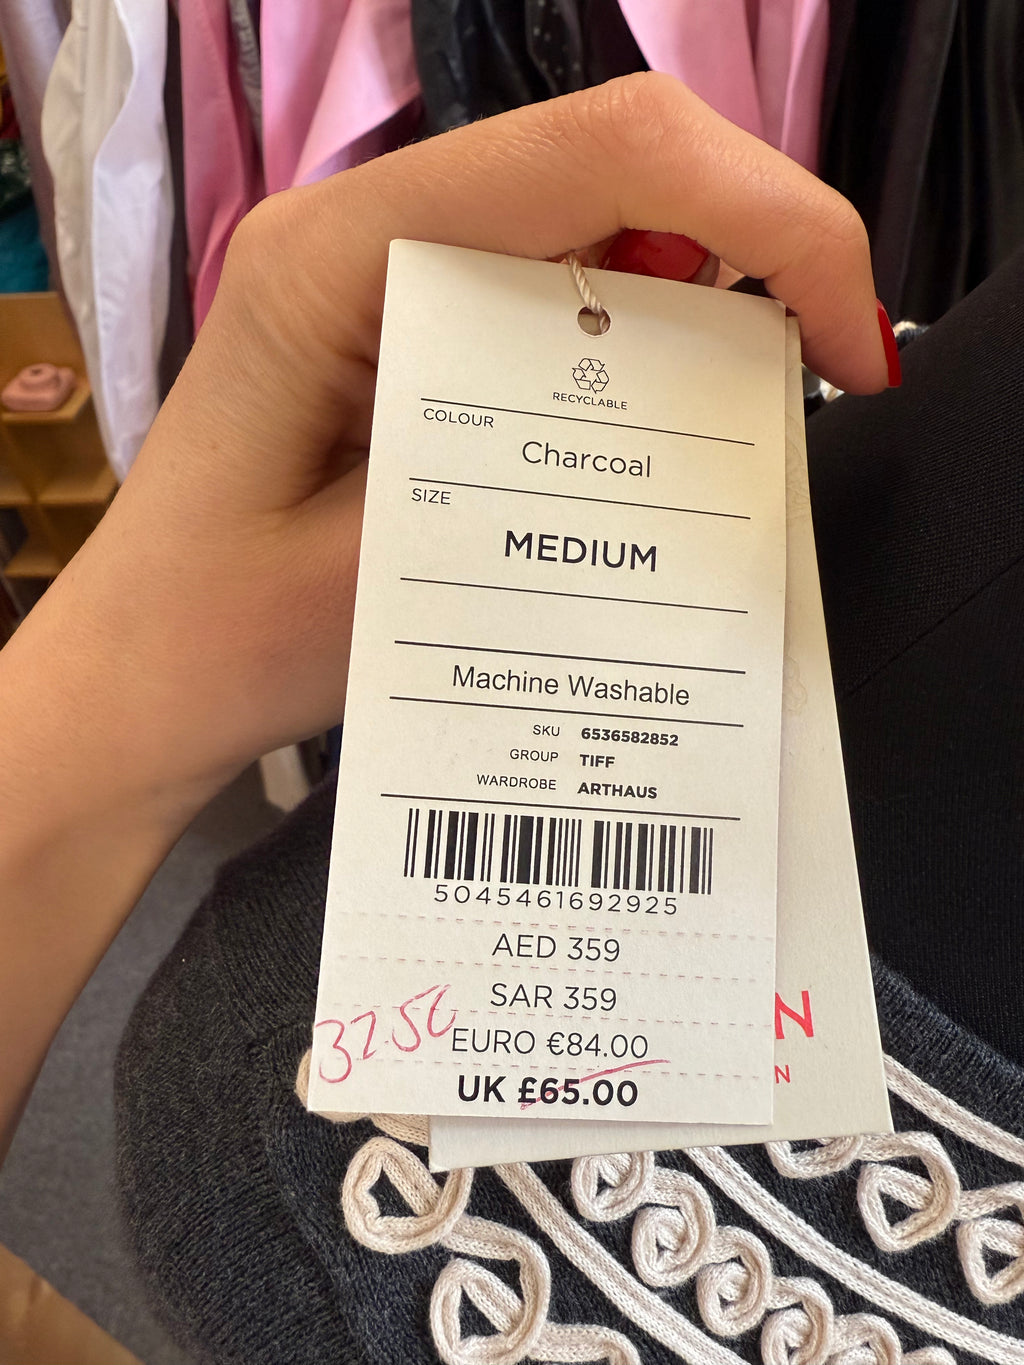 RECYCLABLE
COLOUR
Charcoal
SIZE
MEDIUM
Machine Washable
SKU 6536582852
GROUP TIFF
WARDROBE ARTHAUS
5045461692925
AED 359
SAR 359
32.50
EURO €84.00
UK £65.00
N
N